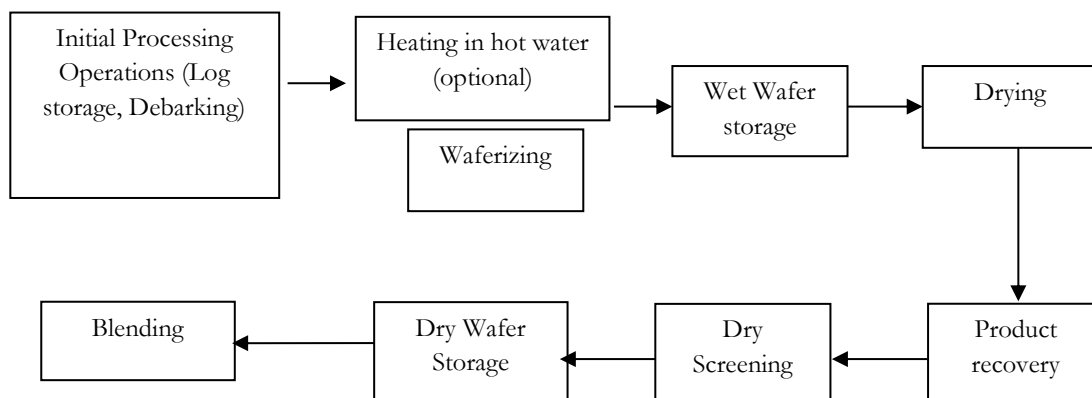 Initial Processing
Operations (Log
storage, Debarking)
Heating in hot water
(optional)
Waferizing
Wet Wafer
storage
Drying
Product
recovery
Dry
Screening
Dry Wafer
Storage
Blending